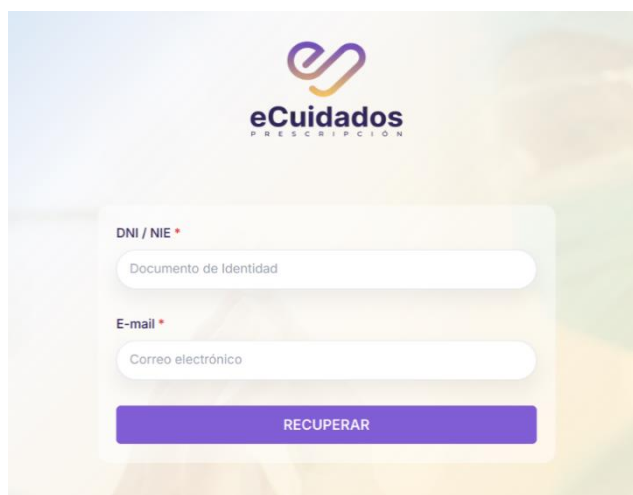 eCuidados
PRESCRIPCIÓN
DNI / NIE *
Documento de Identidad
E-mail *
Correo electrónico
RECUPERAR